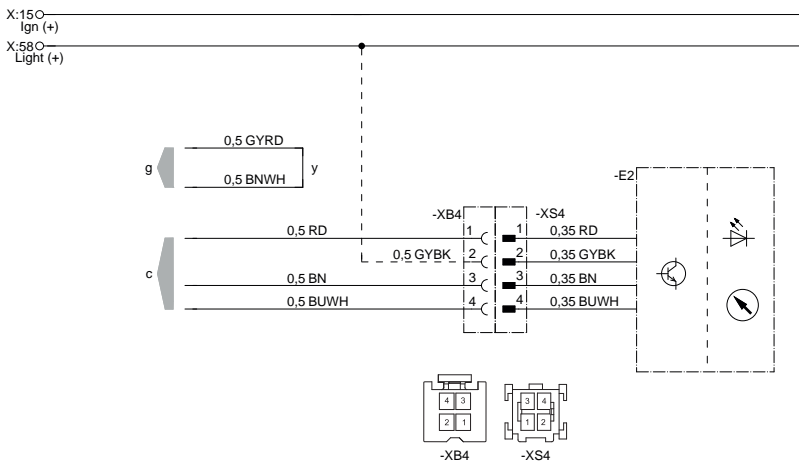 X:15
Ign (+)
X:58
Light (+)
0,5 GYRD
g
y
0,5 BNWH
-E2
-XB4
-XS4
0,5 RD
1
1
0,35 RD
0,5 GYBK
2
2
0,35 GYBK
c
0,5 BN
3
3
0,35 BN
0,5 BUWH
4
4
0,35 BUWH
4 3
3 4
2 1
1 2
-XB4
-XS4